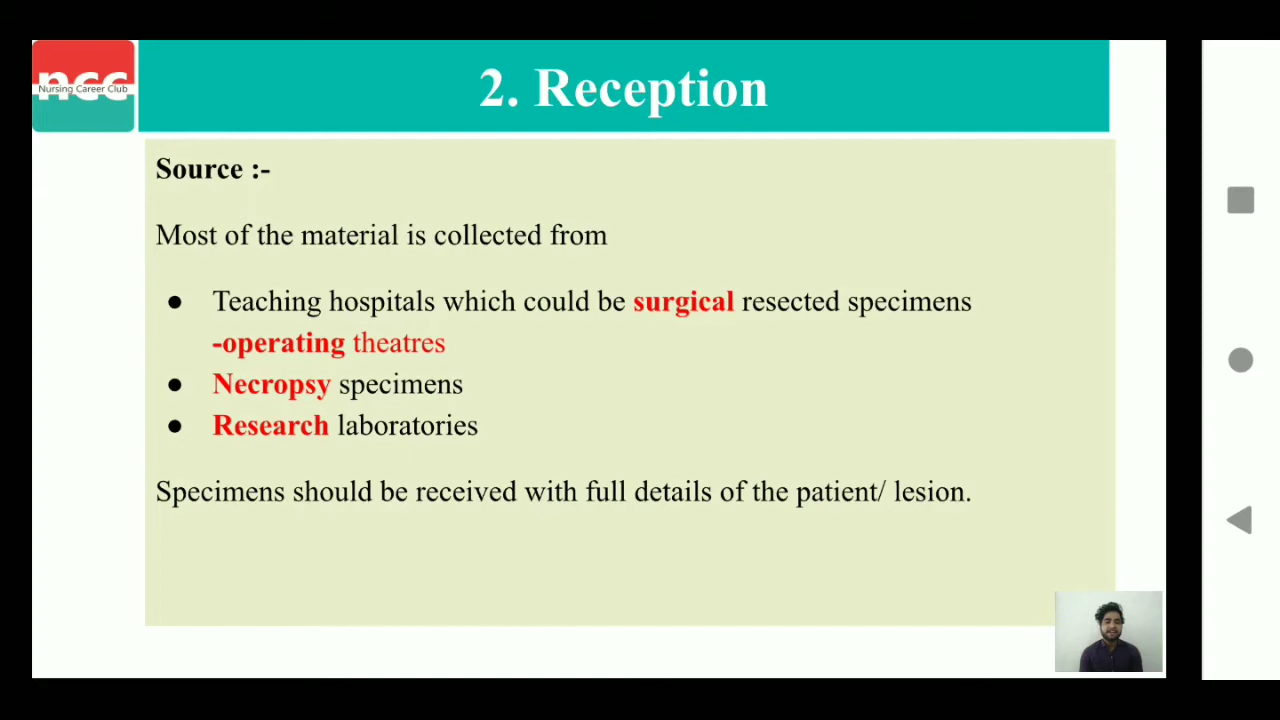 ncc
Nursing Career Club
2. Reception
Source :-
Most of the material is collected from
● Teaching hospitals which could be surgical resected specimens
-operating theatres
● Necropsy specimens
● Research laboratories
Specimens should be received with full details of the patient/ lesion.